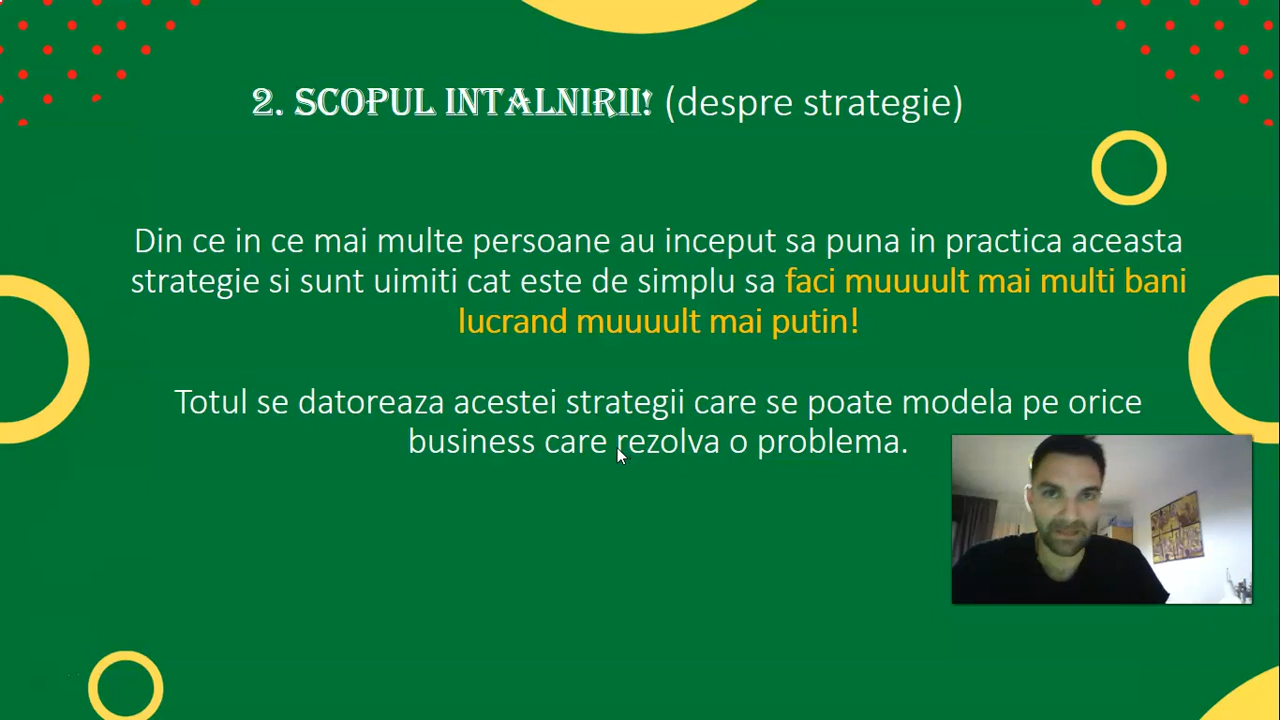 2. SCOPUL INTALNIRII! (despre strategie)
Din ce in ce mai multe persoane au inceput sa puna in practica aceasta
strategie si sunt uimiti cat este de simplu sa faci muuuult mai multi bani
lucrand muuuult mai putin!
Totul se datoreaza acestei strategii care se poate modela pe orice
business care rezolva o problema.